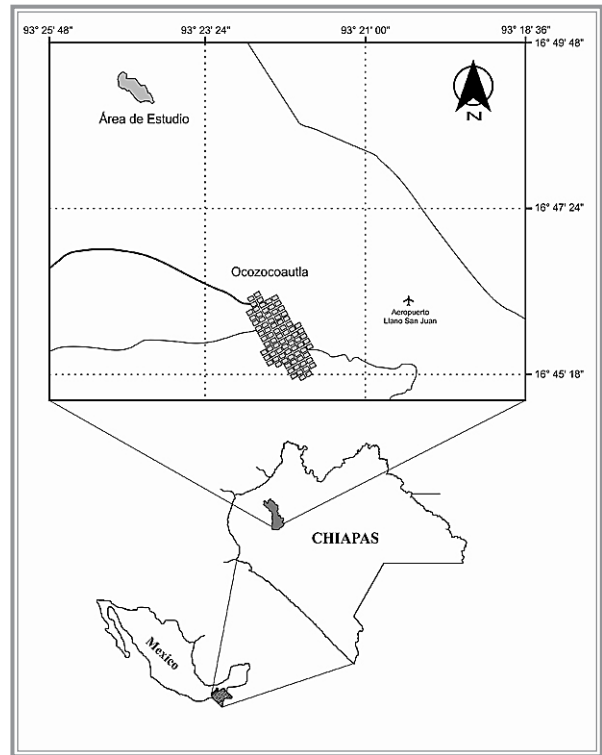 93° 25' 48"
93° 23' 24"
93° 21' 00"
93° 18' 36"
16° 49' 48"
Área de Estudio
N
16° 47' 24"
Ocozocoautla
Aeropuerto
Llano San Juan
16° 45' 18"
CHIAPAS
Mexico